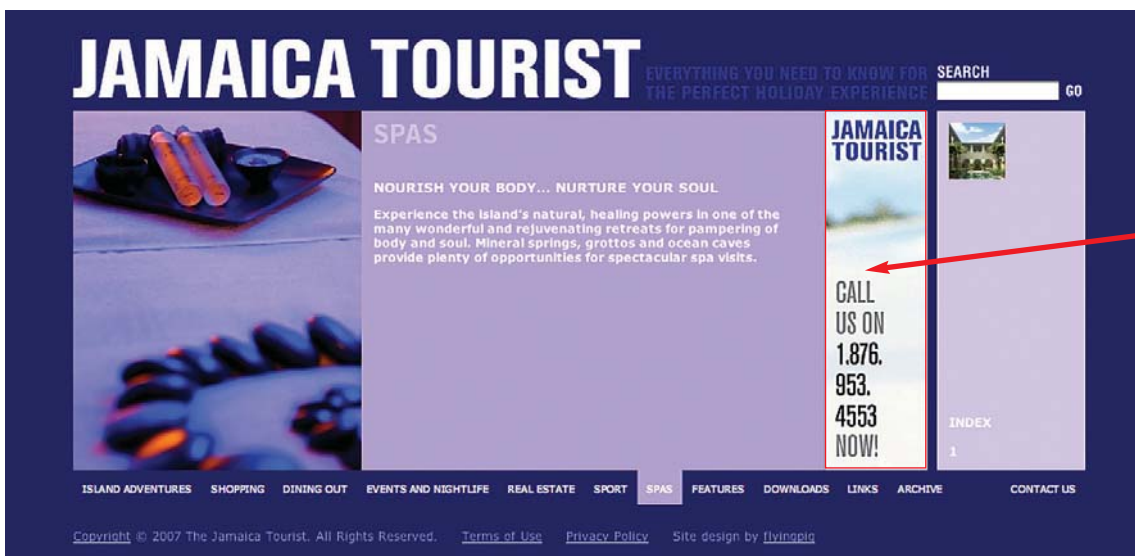 JAMAICA TOURIST
EVERYTHING YOU NEED TO KNOW FOR
THE PERFECT HOLIDAY EXPERIENCE
SEARCH
GO
SPAS
NOURISH YOUR BODY... NURTURE YOUR SOUL
Experience the island's natural, healing powers in one of the
many wonderful and rejuvenating retreats for pampering of
body and soul. Mineral springs, grottos and ocean caves
provide plenty of opportunities for spectacular spa visits.
JAMAICA
TOURIST
CALL
US ON
1.876.
953.
4553
NOW!
INDEX
1
ISLAND ADVENTURES SHOPPING DINING OUT EVENTS AND NIGHTLIFE REAL ESTATE SPORT SPAS FEATURES DOWNLOADS LINKS ARCHIVE CONTACT US
Copyright © 2007 The Jamaica Tourist. All Rights Reserved. Terms of Use Privacy Policy Site design by flyingpig